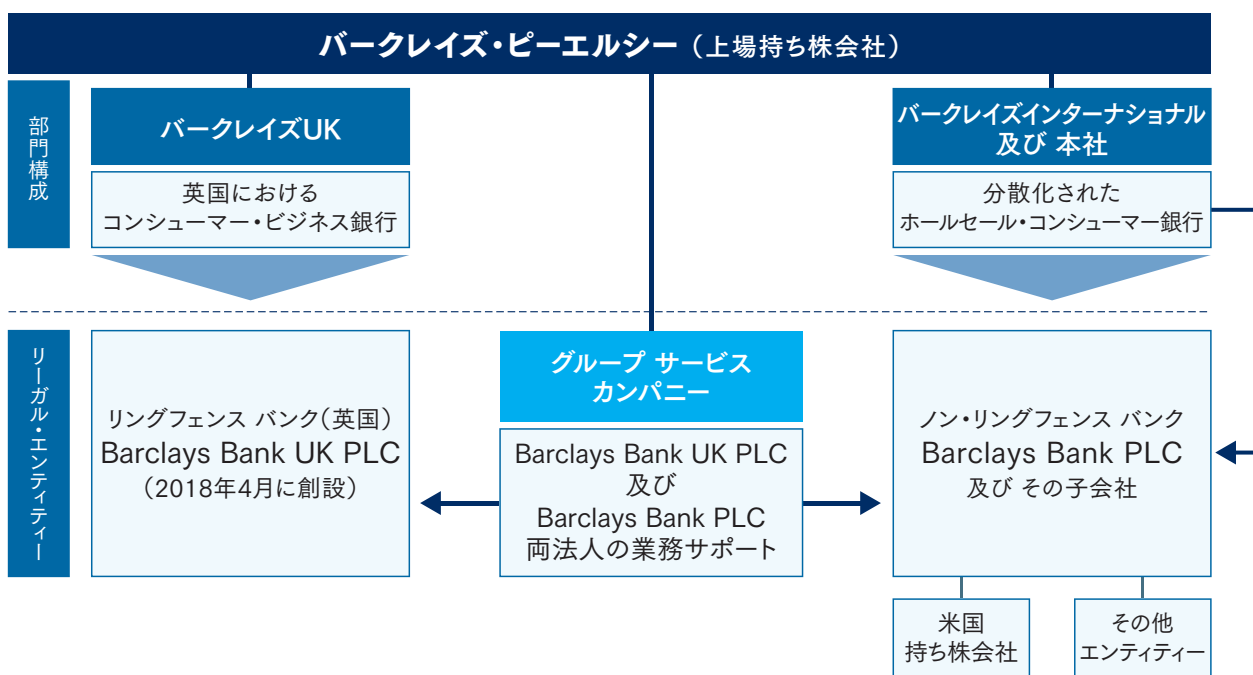 バークレイズ・ピーエルシー（上場持ち株会社）
部門構成
バークレイズUK
英国における
コンシューマー・ビジネス銀行
バークレイズインターナショナル
及び 本社
分散化された
ホールセール・コンシューマー銀行
リーガル・エンティティー
リングフェンス バンク（英国）
Barclays Bank UK PLC
（2018年4月に創設）
グループ サービス
カンパニー
Barclays Bank UK PLC
及び
Barclays Bank PLC
両法人の業務サポート
ノン・リングフェンス バンク
Barclays Bank PLC
及び その子会社
米国
持ち株会社
その他
エンティティー